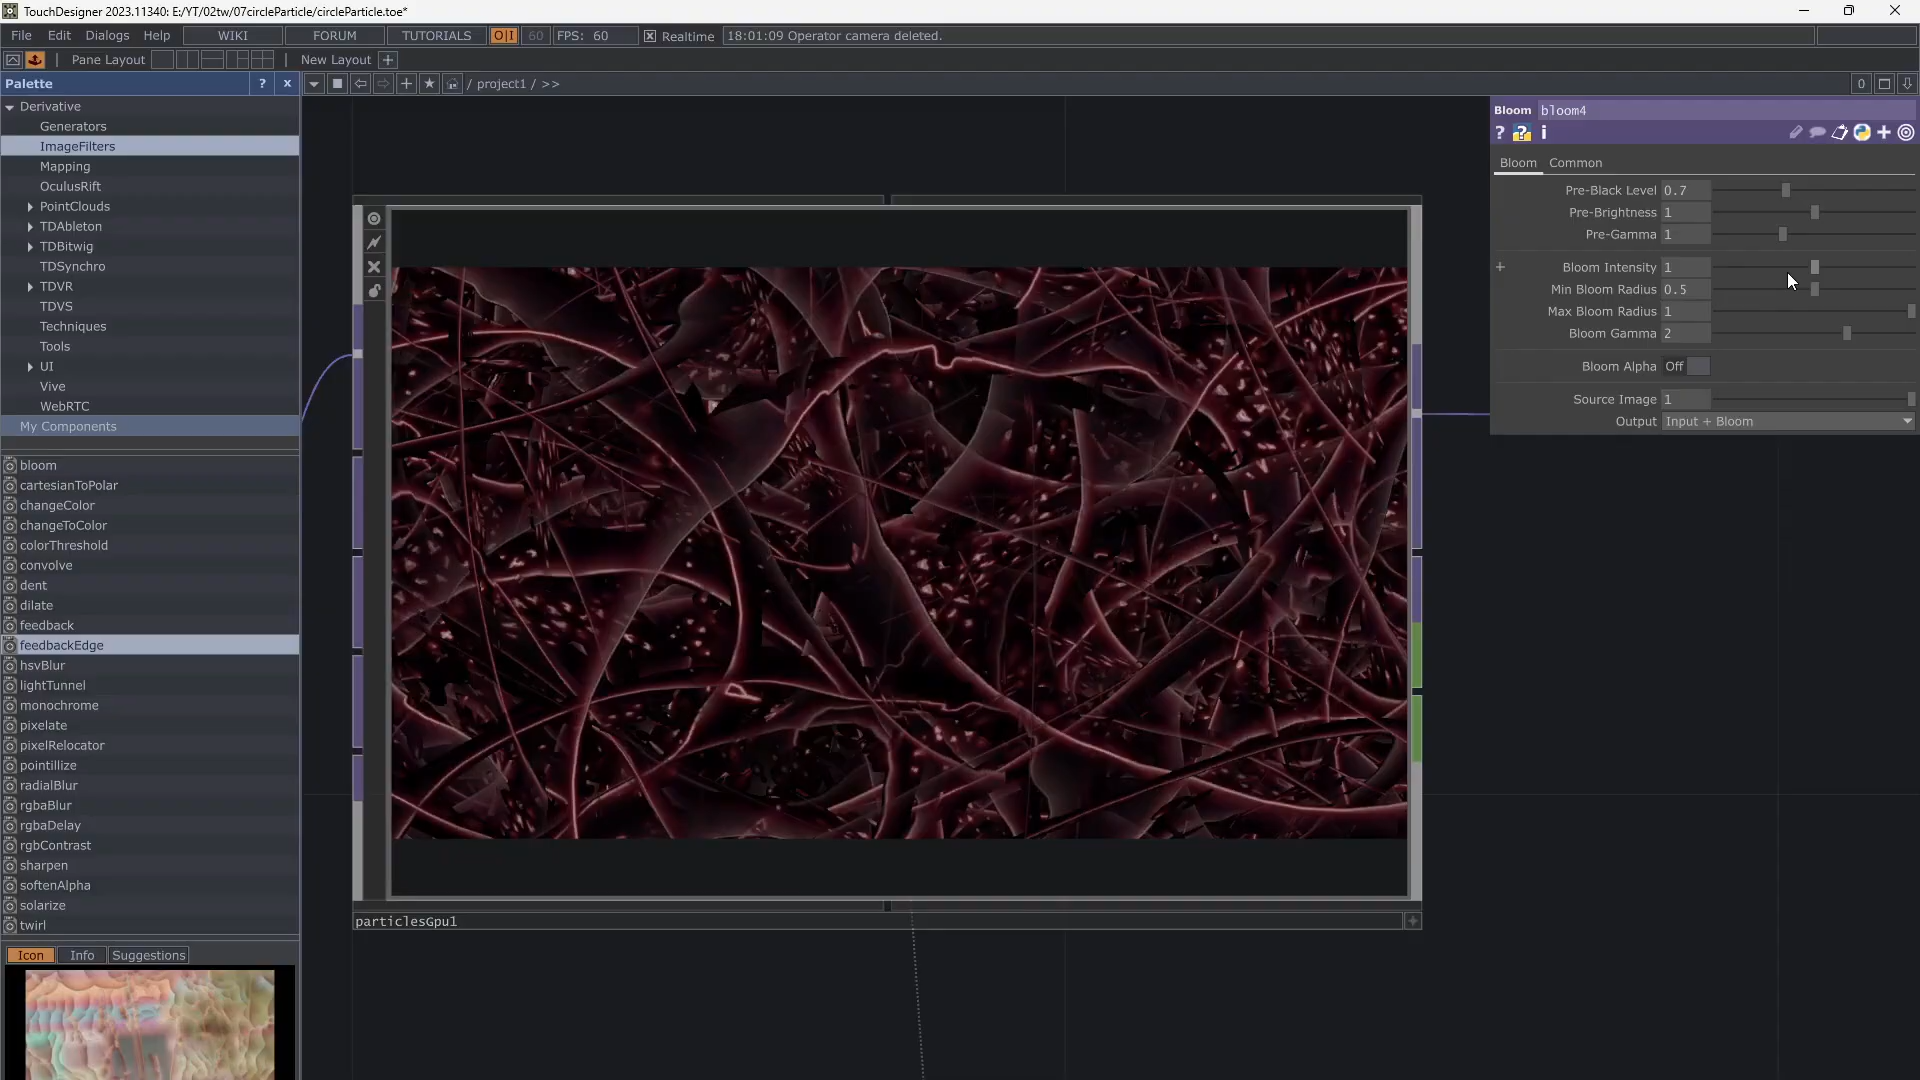 TouchDesigner 2023.11340: E:/YT/02tw/07circleParticle/circleParticle.toe*
File Edit Dialogs Help WIKI FORUM TUTORIALS O|I 60 FPS: 60 Realtime 18:01:09 Operator camera deleted.
Pane Layout New Layout +
Palette ? x
/ project1 / >> 0
Derivative
Generators
ImageFilters
Mapping
OculusRift
PointClouds
TDAbleton
TDBitwig
TDSynchro
TDVR
TDVS
Techniques
Tools
UI
Vive
WebRTC
My Components
bloom
cartesianToPolar
changeColor
changeToColor
colorThreshold
convolve
dent
dilate
feedback
feedbackEdge
hsvBlur
lightTunnel
monochrome
pixelate
pixelRelocator
pointillize
radialBlur
rgbaBlur
rgbaDelay
rgbContrast
sharpen
softenAlpha
solarize
twirl
Icon Info Suggestions
particlesGpu1
Bloom bloom4
? ? i
Bloom Common
Pre-Black Level 0.7
Pre-Brightness 1
Pre-Gamma 1
+ Bloom Intensity 1
Min Bloom Radius 0.5
Max Bloom Radius 1
Bloom Gamma 2
Bloom Alpha Off
Source Image 1
Output Input + Bloom